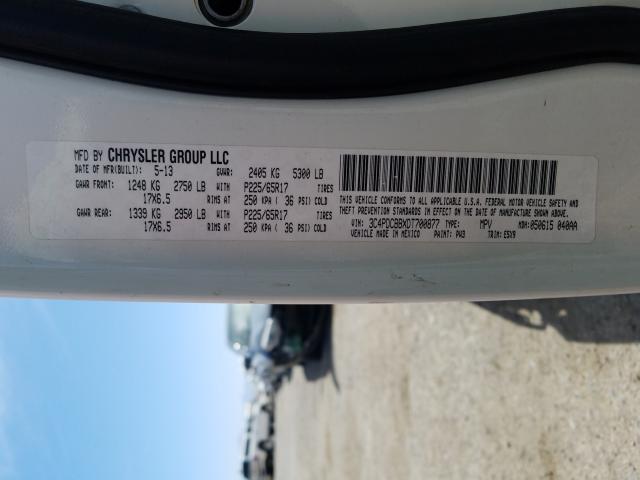 MFD BY CHRYSLER GROUP LLC
DATE OF MFR(BUILT): 5-13 GVWR: 2405 KG 5300 LB
GAWR FRONT: 1248 KG 2750 LB WITH P225/65R17 TIRES
17X6.5 RIMS AT 250 KPA ( 36 PSI) COLD
GAWR REAR: 1339 KG 2950 LB WITH P225/65R17 TIRES
17X6.5 RIMS AT 250 KPA ( 36 PSI) COLD
THIS VEHICLE CONFORMS TO ALL APPLICABLE U.S.A. FEDERAL MOTOR VEHICLE SAFETY AND
THEFT PREVENTION STANDARDS IN EFFECT ON THE DATE OF MANUFACTURE SHOWN ABOVE.
VIN: 3C4PDCBBXDT700877 TYPE: MPV MDH: 050615 040AA
VEHICLE MADE IN MEXICO PAINT: PW3 TRIM: E5X9